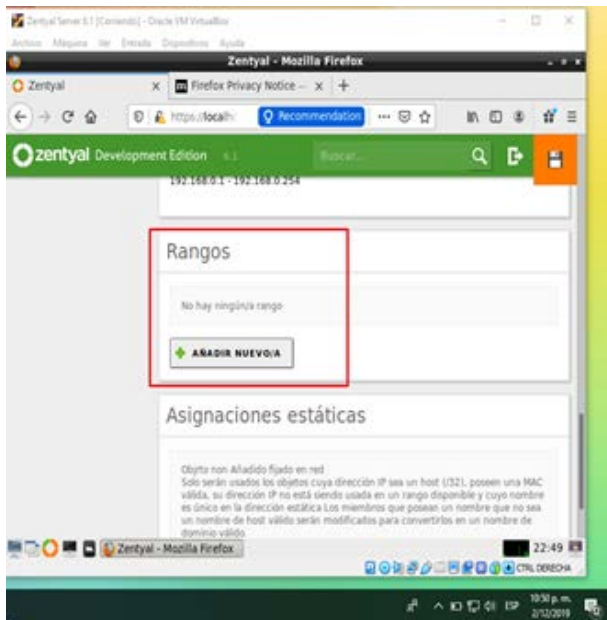 Zentyal Server 6.1 [Corriendo] - Oracle VM VirtualBox
Archivo Máquina Ver Entrada Dispositivos Ayuda
Zentyal - Mozilla Firefox
Zentyal x
Firefox Privacy Notice — x +
https://localh
Recommendation
zentyal Development Edition 6.1
Buscar...
192.168.0.1 - 192.168.0.254
Rangos
No hay ningún/a rango
AÑADIR NUEVO/A
Asignaciones estáticas
Objeto non Añadido fijado en red
Solo serán usados los objetos cuya dirección IP sea un host (/32), poseen una MAC
válida, su dirección IP no está siendo usada en un rango disponible y cuyo nombre
es único en la dirección estática Los miembros que posean un nombre que no sea
un nombre de host válido serán modificados para convertirlos en un nombre de
dominio válido.
Zentyal - Mozilla Firefox
22:49
CTRL DERECHA
ESP
10:50 p. m.
2/12/2019